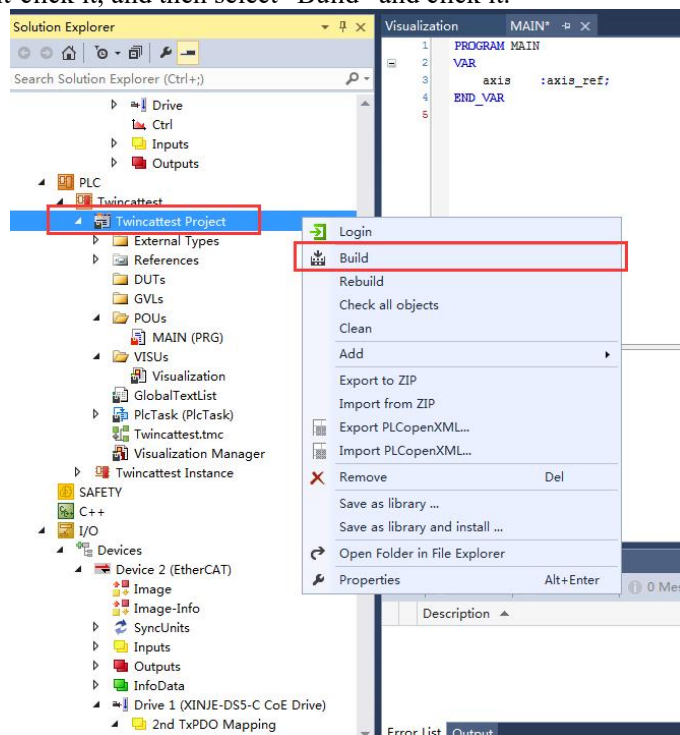 click it, and then select "Build" and click it.
Solution Explorer
Search Solution Explorer (Ctrl+;)
Drive
Ctrl
Inputs
Outputs
PLC
Twincattest
Twincattest Project
External Types
References
DUTs
GVLs
POUs
MAIN (PRG)
VISUs
Visualization
GlobalTextList
PlcTask (PlcTask)
Twincattest.tmc
Visualization Manager
Twincattest Instance
SAFETY
C++
I/O
Devices
Device 2 (EtherCAT)
Image
Image-Info
SyncUnits
Inputs
Outputs
InfoData
Drive 1 (XINJE-DS5-C CoE Drive)
2nd TxPDO Mapping
Visualization MAIN*
1 PROGRAM MAIN
2 VAR
3 axis :axis_ref;
4 END_VAR
5
Login
Build
Rebuild
Check all objects
Clean
Add
Export to ZIP
Import from ZIP
Export PLCopenXML...
Import PLCopenXML...
Remove Del
Save as library ...
Save as library and install ...
Open Folder in File Explorer
Properties Alt+Enter
0 Mes
Description
Error List Output